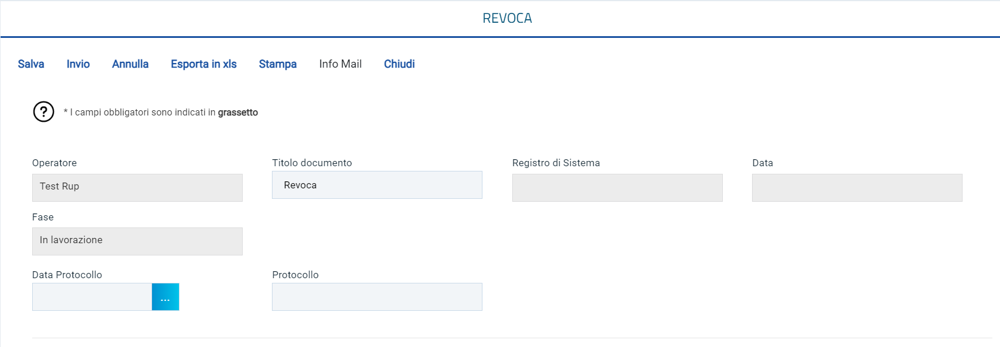 REVOCA
Salva Invio Annulla Esporta in xls Stampa Info Mail Chiudi
? * I campi obbligatori sono indicati in grassetto
Operatore Titolo documento Registro di Sistema Data
Test Rup Revoca
Fase
In lavorazione
Data Protocollo Protocollo
...